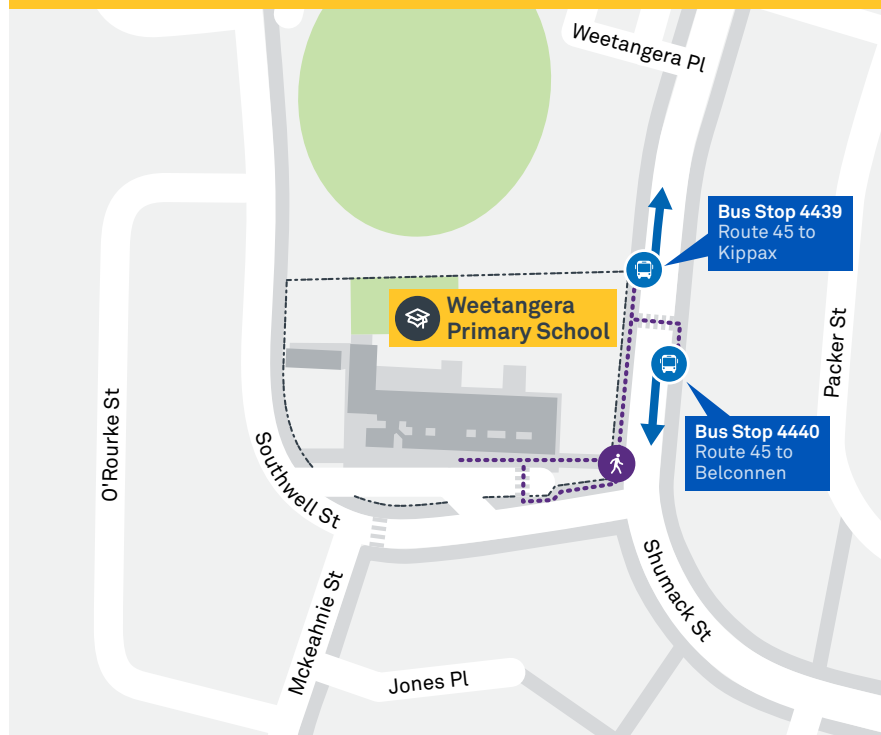 Weetangera Pl
Bus Stop 4439
Route 45 to
Kippax
Weetangera
Primary School
Packer St
O'Rourke St
Bus Stop 4440
Route 45 to
Belconnen
Southwell St
Shumack St
Mckeahnie St
Jones Pl